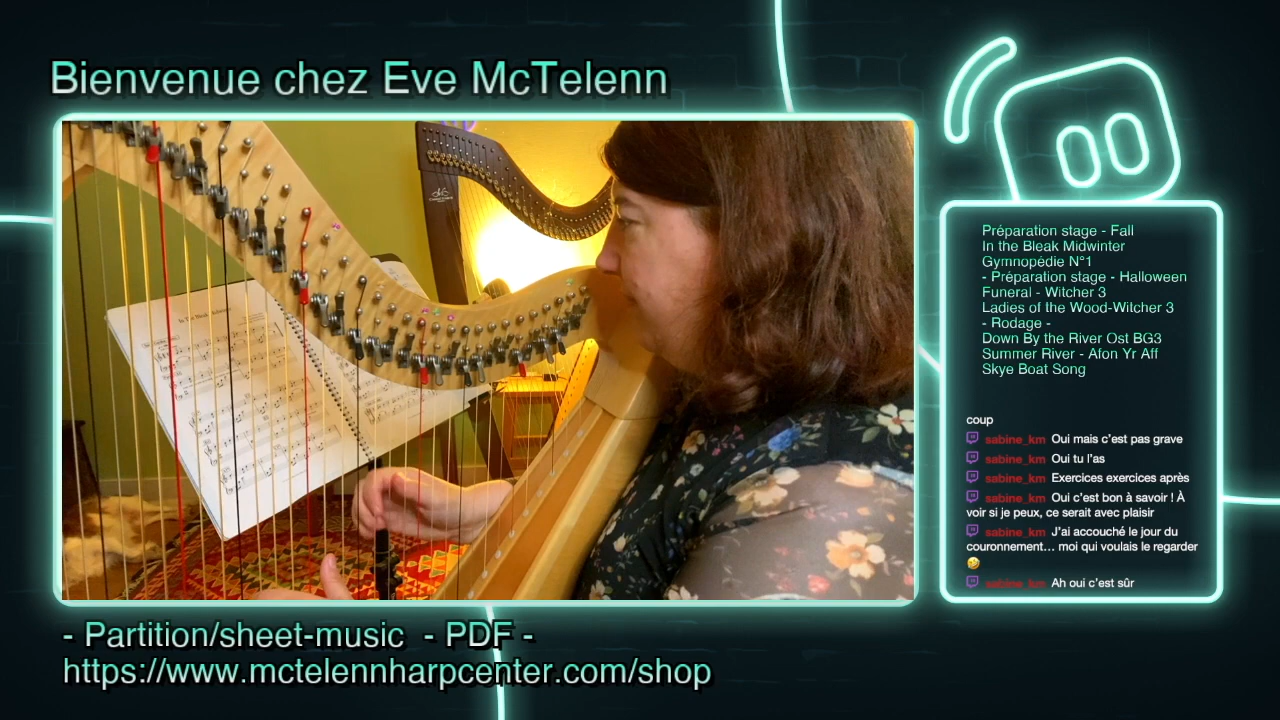 Bienvenue chez Eve McTelenn
In the Bleak Midwinter
Préparation stage - Fall
In the Bleak Midwinter
Gymnopédie N°1
- Préparation stage - Halloween
Funeral - Witcher 3
Ladies of the Wood-Witcher 3
- Rodage -
Down By the River Ost BG3
Summer River - Afon Yr Aff
Skye Boat Song
coup
sabine_km Oui mais c’est pas grave
sabine_km Oui tu l’as
sabine_km Exercices exercices après
sabine_km Oui c’est bon à savoir ! À
voir si je peux, ce serait avec plaisir
sabine_km J’ai accouché le jour du
couronnement… moi qui voulais le regarder
🤣
sabine_km Ah oui c’est sûr
- Partition/sheet-music - PDF -
https://www.mctelennharpcenter.com/shop